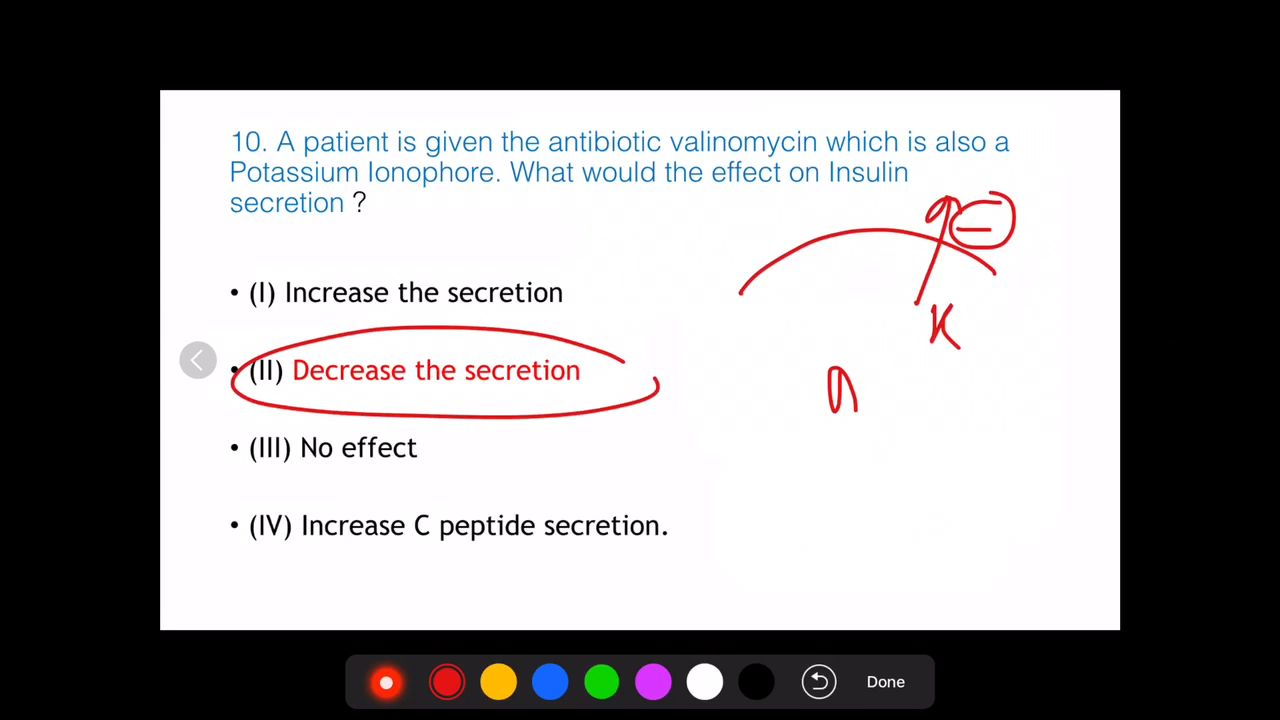 10. A patient is given the antibiotic valinomycin which is also a
Potassium Ionophore. What would the effect on Insulin
secretion ?
• (I) Increase the secretion
• (II) Decrease the secretion
K
• (III) No effect
• (IV) Increase C peptide secretion.
Done